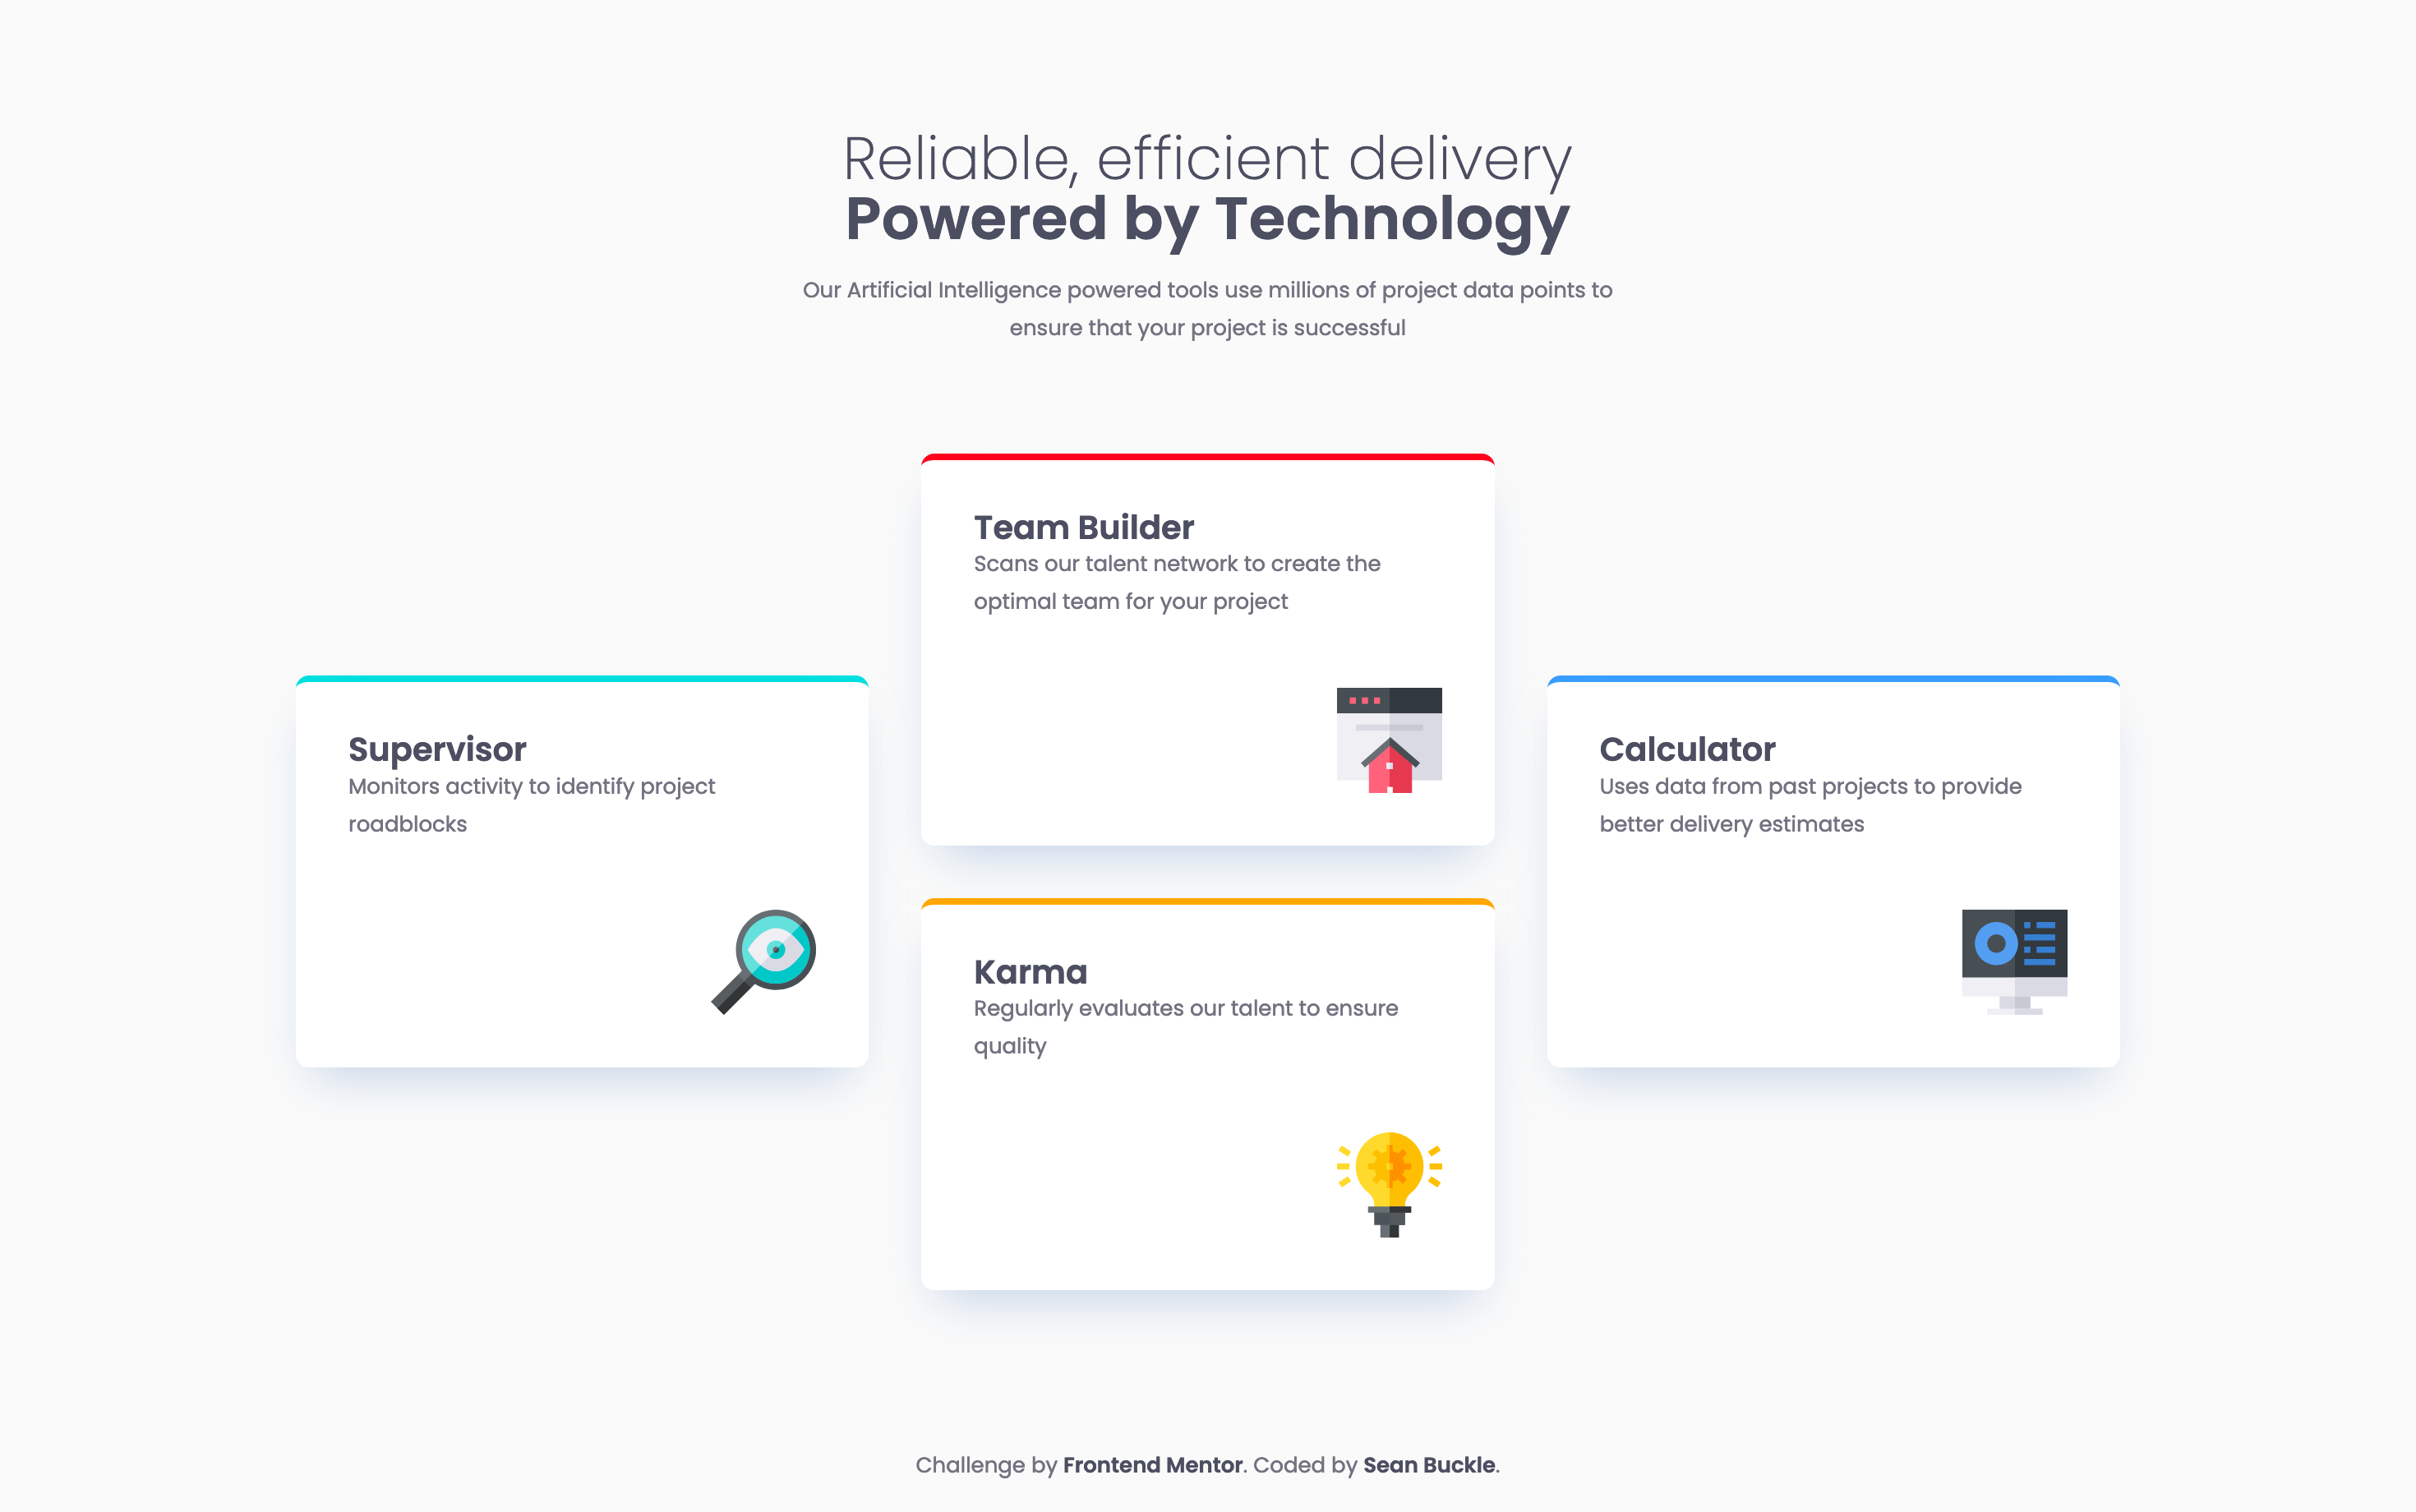 Reliable, efficient delivery
Powered by Technology
Our Artificial Intelligence powered tools use millions of project data points to
ensure that your project is successful
Team Builder
Scans our talent network to create the
optimal team for your project
Supervisor
Monitors activity to identify project
roadblocks
Calculator
Uses data from past projects to provide
better delivery estimates
Karma
Regularly evaluates our talent to ensure
quality
Challenge by Frontend Mentor. Coded by Sean Buckle.